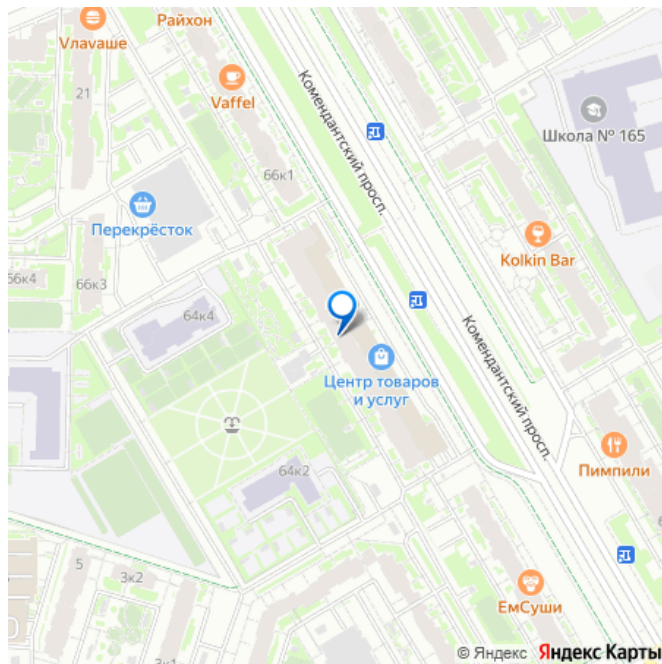 Райхон
Vлаvаше
21
Vaffel
Комендантский просп.
Школа № 165
66к1
Перекрёсток
Kolkin Bar
66к4
66к3
64к4
Центр товаров
и услуг
Комендантский просп.
Пимпили
64к2
5
3к2
ЕмСуши
3к1
© Яндекс Яндекс Карты